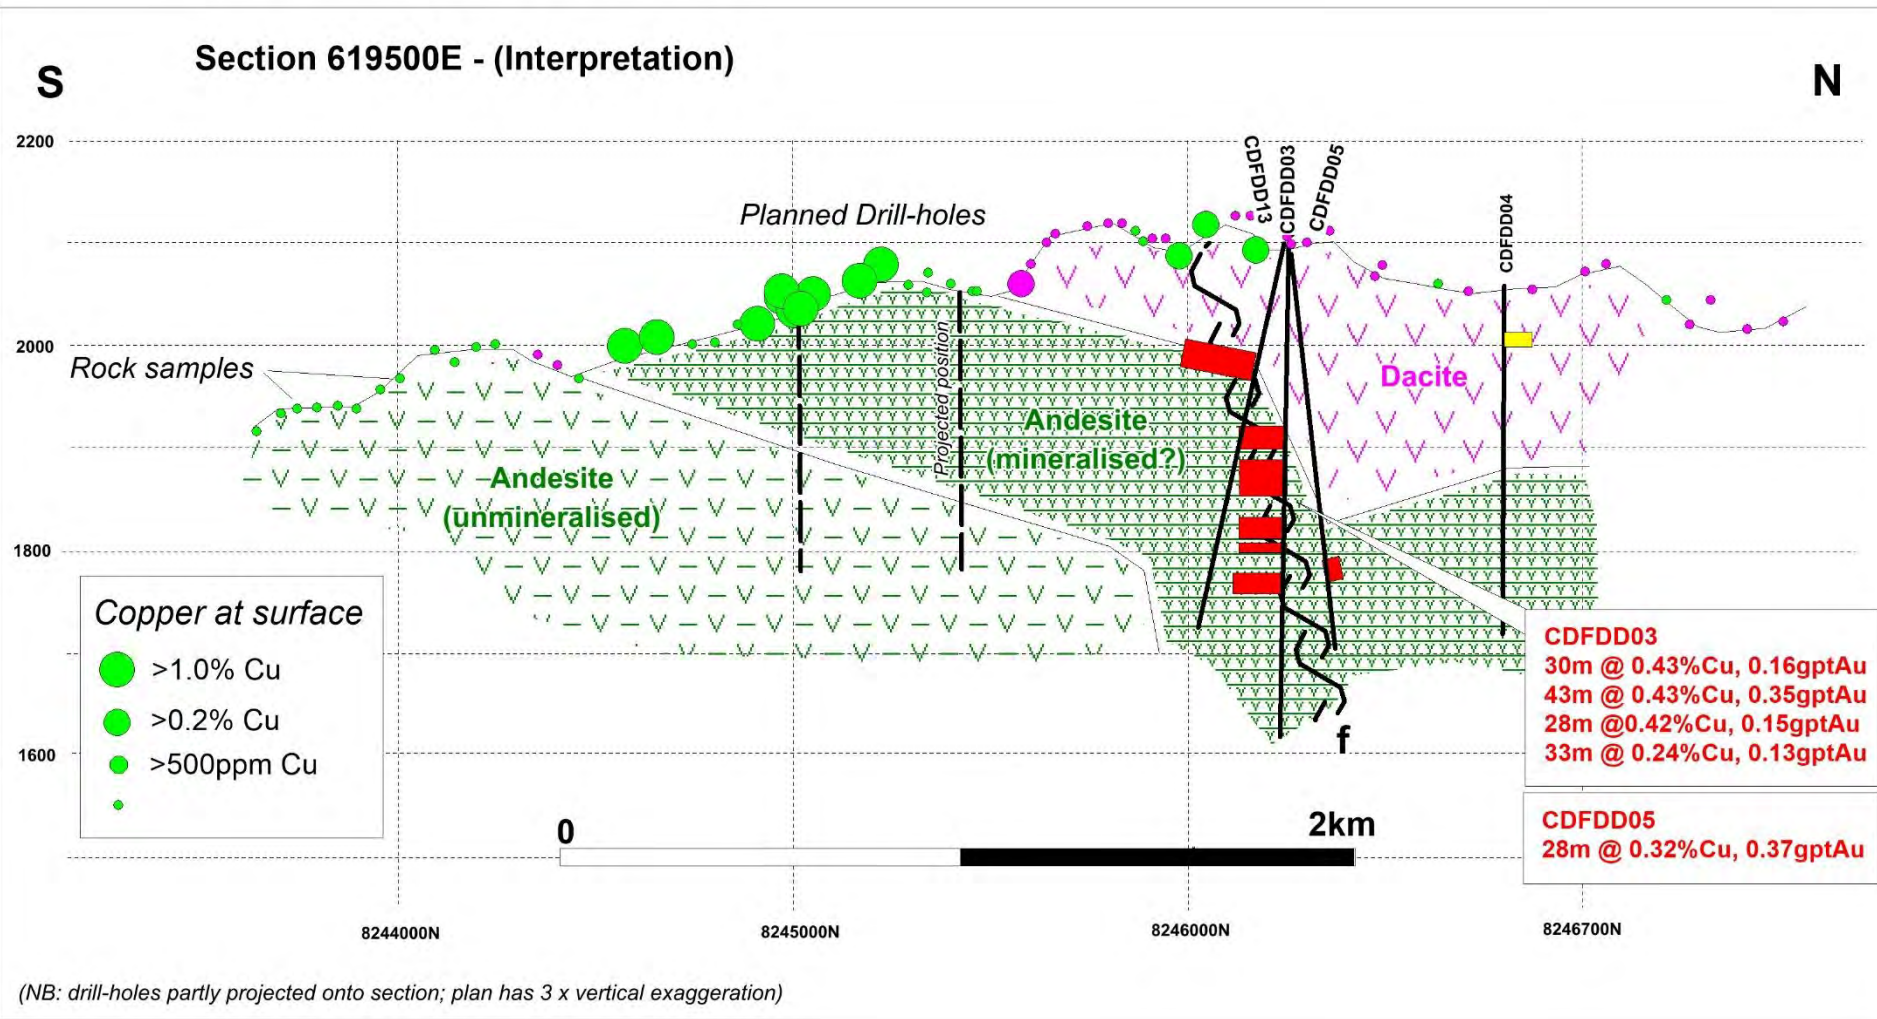 Section 619500E - (Interpretation)
S
N
2200
2000
1800
1600
Planned Drill-holes
Rock samples
CDFDD13
CDFDD03
CDFDD05
CDFDD04
Projected position
Dacite
Andesite
(mineralised?)
Andesite
(unmineralised)
f
Copper at surface
>1.0% Cu
>0.2% Cu
>500ppm Cu
CDFDD03
30m @ 0.43%Cu, 0.16gptAu
43m @ 0.43%Cu, 0.35gptAu
28m @0.42%Cu, 0.15gptAu
33m @ 0.24%Cu, 0.13gptAu
CDFDD05
28m @ 0.32%Cu, 0.37gptAu
0
2km
8244000N
8245000N
8246000N
8246700N
(NB: drill-holes partly projected onto section; plan has 3 x vertical exaggeration)